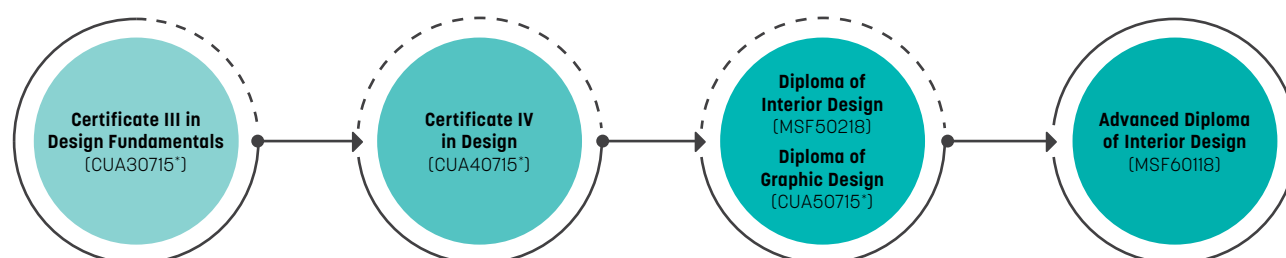 Certificate III in
Design Fundamentals
(CUA30715*)
Certificate IV
in Design
(CUA40715*)
Diploma of
Interior Design
(MSF50218)
Diploma of
Graphic Design
(CUA50715*)
Advanced Diploma
of Interior Design
(MSF60118)